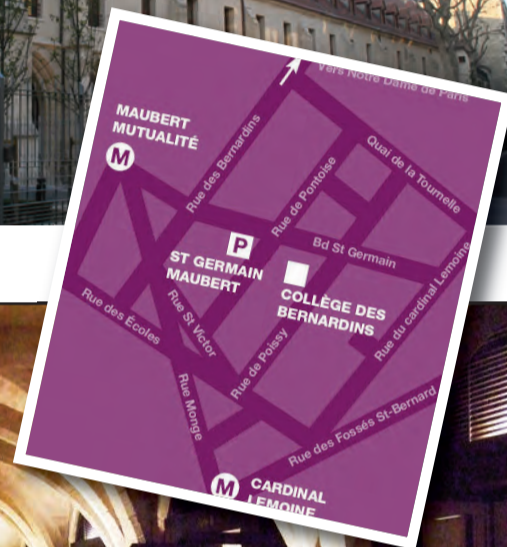 Vers Notre Dame de Paris
MAUBERT
MUTUALITÉ
M
Rue des Bernardins
Rue de Pontoise
Quai de la Tournelle
P
ST GERMAIN
MAUBERT
Bd St Germain
COLLÈGE DES
BERNARDINS
Rue du cardinal Lemoine
Rue des Écoles
Rue St Victor
Rue de Poissy
Rue Monge
Rue des Fossés St-Bernard
M
CARDINAL
LEMOINE